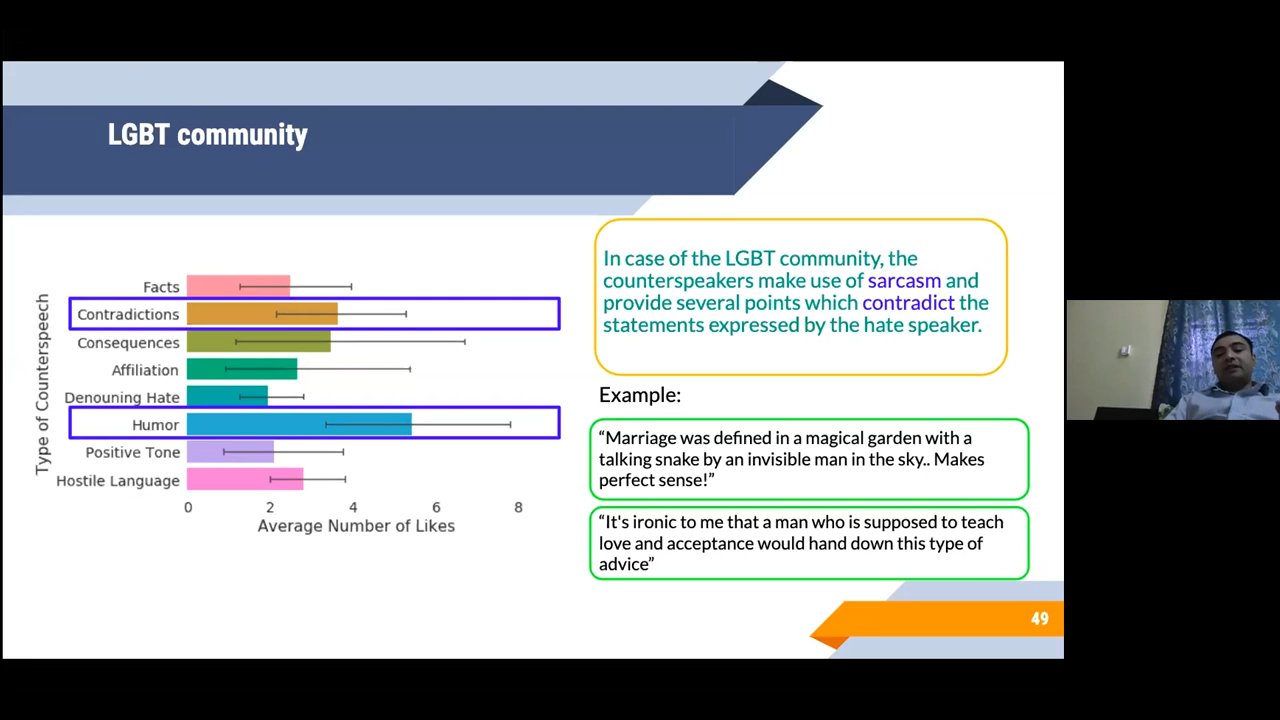 LGBT community
Type of Counterspeech
Facts
Contradictions
Consequences
Affiliation
Denouning Hate
Humor
Positive Tone
Hostile Language
0 2 4 6 8
Average Number of Likes
In case of the LGBT community, the
counterspeakers make use of sarcasm and
provide several points which contradict the
statements expressed by the hate speaker.
Example:
“Marriage was defined in a magical garden with a
talking snake by an invisible man in the sky.. Makes
perfect sense!”
“It's ironic to me that a man who is supposed to teach
love and acceptance would hand down this type of
advice”
49